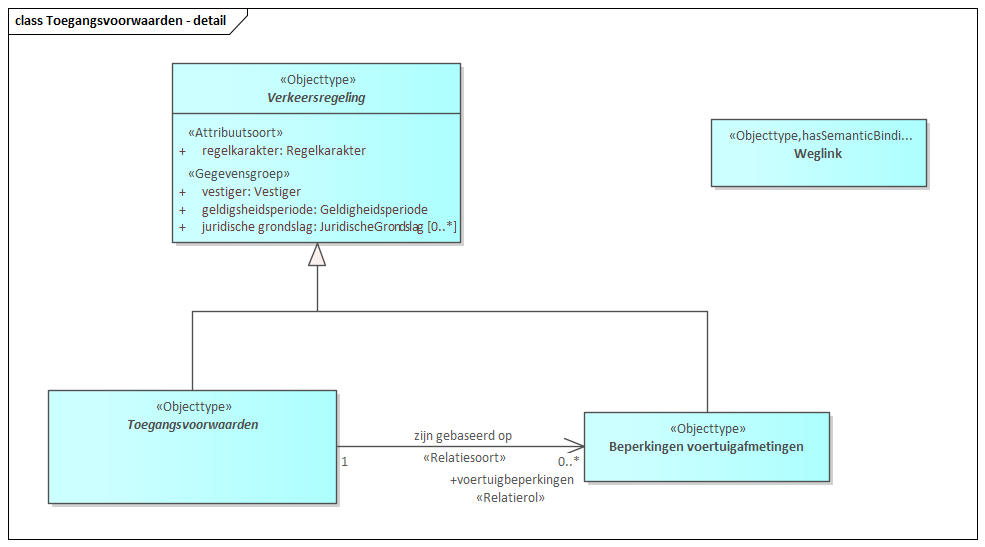 class Toegangsvoorwaarden - detail
«Objecttype»
Verkeersregeling
«Attribuutsoort»
+ regelkarakter: Regelkarakter
«Gegevensgroep»
+ vestiger: Vestiger
+ geldigsheidsperiode: Geldigheidsperiode
+ juridische grondslag: JuridischeGrondslag [0..*]
«Objecttype,hasSemanticBindi...
Weglink
«Objecttype»
Toegangsvoorwaarden
zijn gebaseerd op
«Relatiesoort»
1
0..*
+voertuigbeperkingen
«Relatierol»
«Objecttype»
Beperkingen voertuigafmetingen